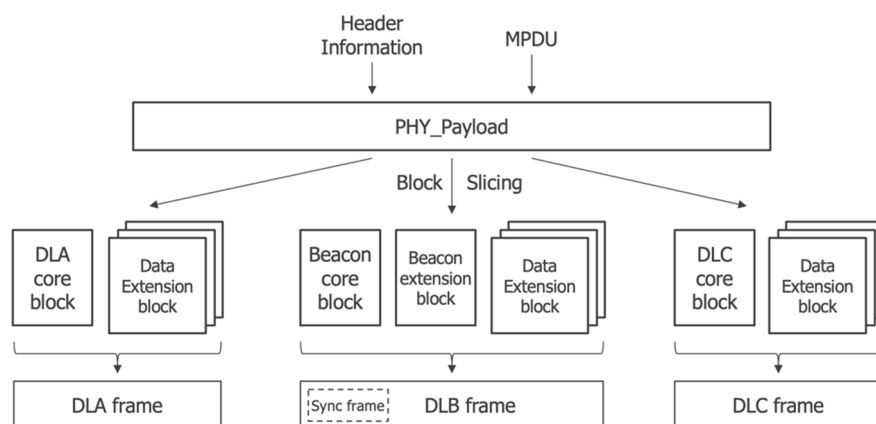 Header
Information
MPDU
PHY_Payload
Block Slicing
DLA
core
block
Data
Extension
block
Beacon
core
block
Beacon
extension
block
Data
Extension
block
DLC
core
block
Data
Extension
block
DLA frame
Sync frame
DLB frame
DLC frame